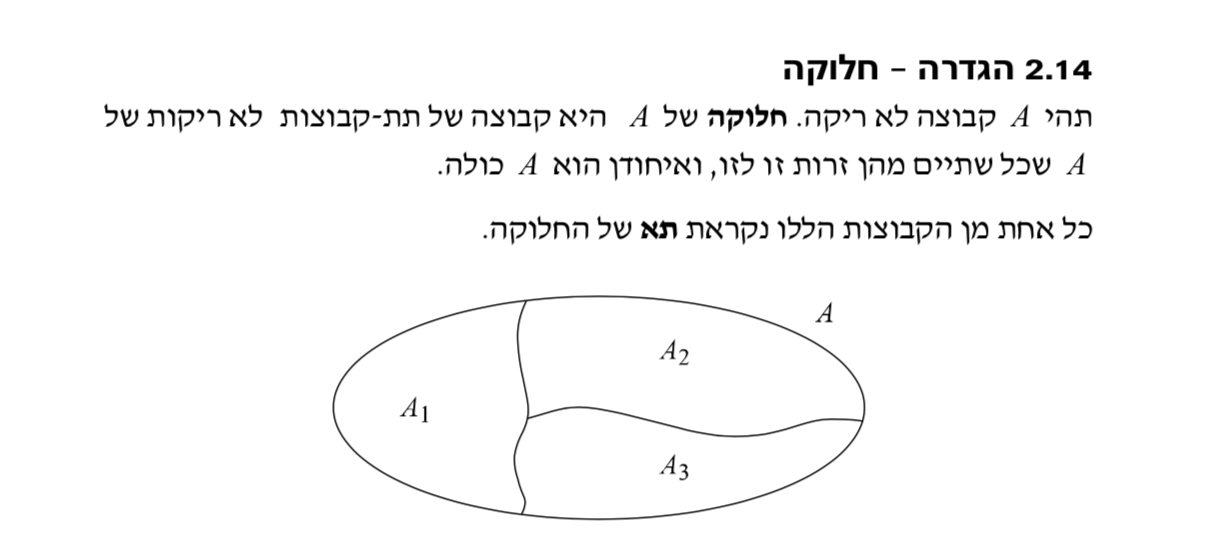 2.14 הגדרה – חלוקה
תהי A קבוצה לא ריקה. חלוקה של A היא קבוצה של תת-קבוצות לא ריקות של
A שכל שתיים מהן זרות זו לזו, ואיחודן הוא A כולה.
כל אחת מן הקבוצות הללו נקראת תא של החלוקה.
A
A2
A1
A3